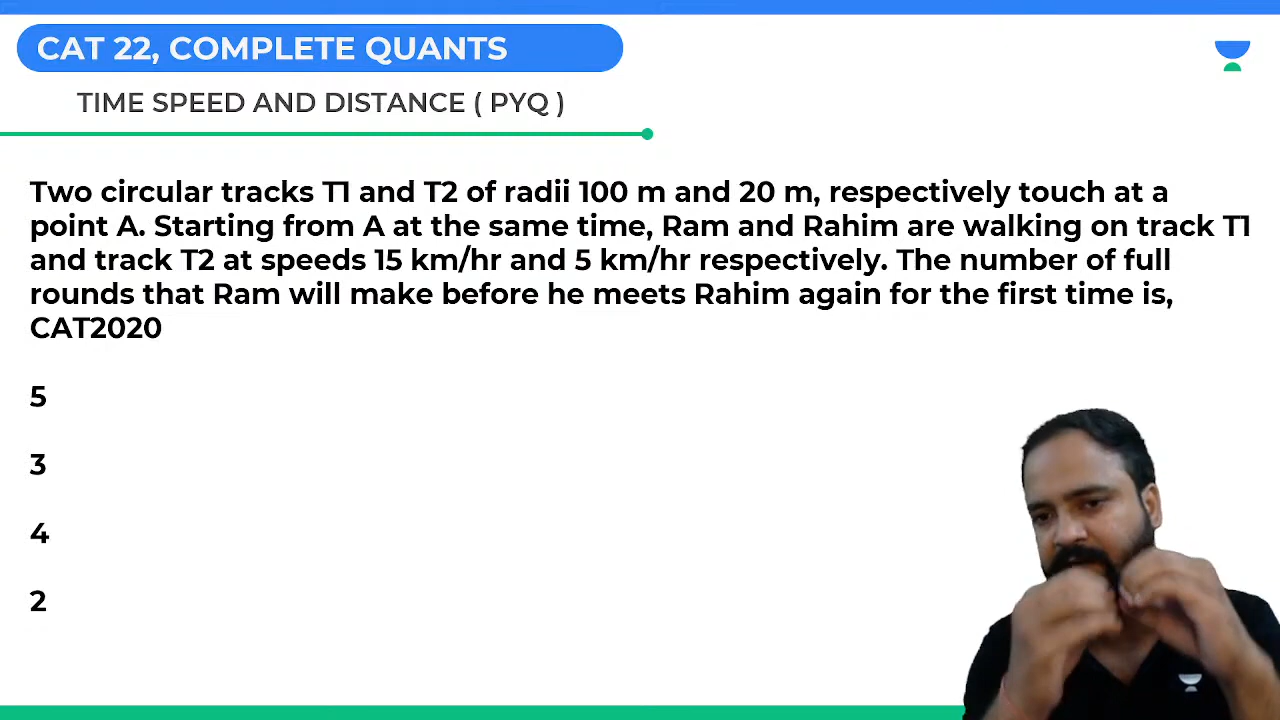 CAT 22, COMPLETE QUANTS
TIME SPEED AND DISTANCE ( PYQ )
Two circular tracks T1 and T2 of radii 100 m and 20 m, respectively touch at a
point A. Starting from A at the same time, Ram and Rahim are walking on track T1
and track T2 at speeds 15 km/hr and 5 km/hr respectively. The number of full
rounds that Ram will make before he meets Rahim again for the first time is,
CAT2020
5
3
4
2